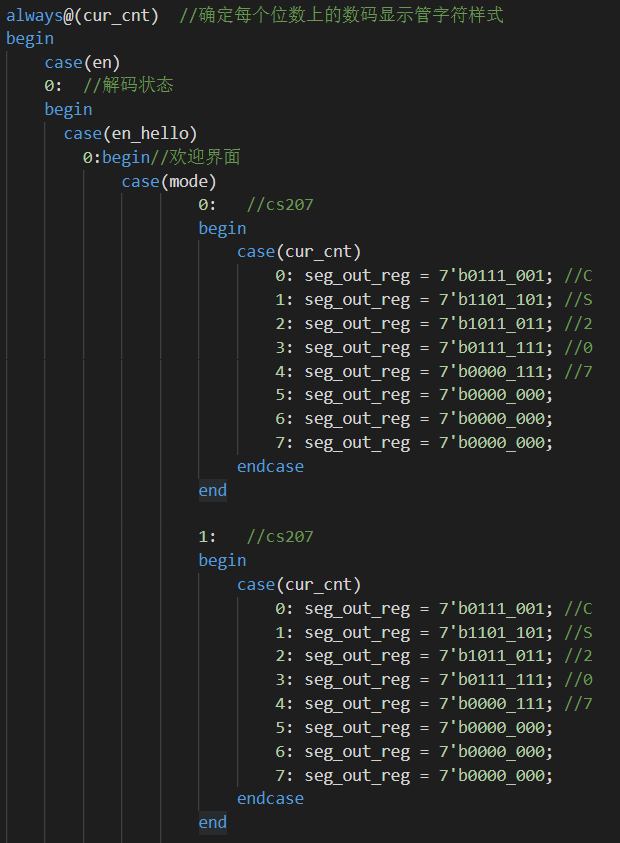 always@(cur_cnt)  //确定每个位数上的数码显示管字符样式
begin
    case(en)
    0:  //解码状态
    begin
      case(en_hello)
        0:begin//欢迎界面
            case(mode)
                    0:   //cs207
                    begin
                        case(cur_cnt)
                            0: seg_out_reg = 7'b0111_001; //C
                            1: seg_out_reg = 7'b1101_101; //S
                            2: seg_out_reg = 7'b1011_011; //2
                            3: seg_out_reg = 7'b0111_111; //0
                            4: seg_out_reg = 7'b0000_111; //7
                            5: seg_out_reg = 7'b0000_000;
                            6: seg_out_reg = 7'b0000_000;
                            7: seg_out_reg = 7'b0000_000;
                        endcase
                    end
                    1:   //cs207
                    begin
                        case(cur_cnt)
                            0: seg_out_reg = 7'b0111_001; //C
                            1: seg_out_reg = 7'b1101_101; //S
                            2: seg_out_reg = 7'b1011_011; //2
                            3: seg_out_reg = 7'b0111_111; //0
                            4: seg_out_reg = 7'b0000_111; //7
                            5: seg_out_reg = 7'b0000_000;
                            6: seg_out_reg = 7'b0000_000;
                            7: seg_out_reg = 7'b0000_000;
                        endcase
                    end